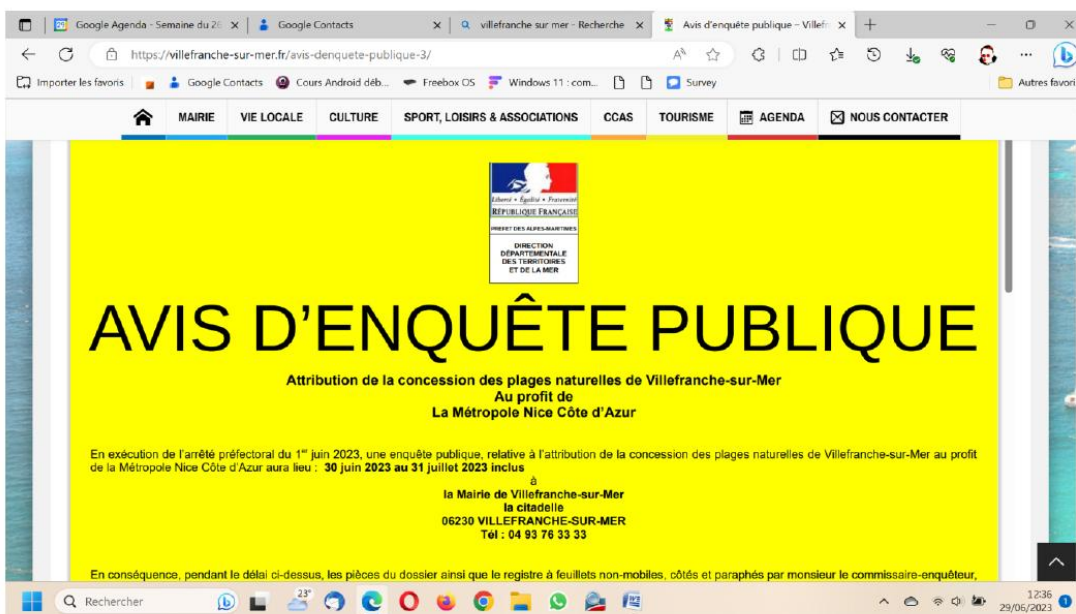 Google Agenda - Semaine du 26
Google Contacts
villefranche sur mer - Recherche
Avis d'enquête publique – Villefr
https://villefranche-sur-mer.fr/avis-denquete-publique-3/
Importer les favoris
Google Contacts
Cours Android déb...
Freebox OS
Windows 11 : com...
Survey
Autres favori
MAIRIE
VIE LOCALE
CULTURE
SPORT, LOISIRS & ASSOCIATIONS
CCAS
TOURISME
AGENDA
NOUS CONTACTER
Liberté • Égalité • Fraternité
RÉPUBLIQUE FRANÇAISE
PREFET DES ALPES-MARITIMES
DIRECTION
DÉPARTEMENTALE
DES TERRITOIRES
ET DE LA MER
AVIS D'ENQUÊTE PUBLIQUE
Attribution de la concession des plages naturelles de Villefranche-sur-Mer
Au profit de
La Métropole Nice Côte d'Azur
En exécution de l'arrêté préfectoral du 1er juin 2023, une enquête publique, relative à l'attribution de la concession des plages naturelles de Villefranche-sur-Mer au profit
de la Métropole Nice Côte d'Azur aura lieu : 30 juin 2023 au 31 juillet 2023 inclus
à
la Mairie de Villefranche-sur-Mer
la citadelle
06230 VILLEFRANCHE-SUR-MER
Tél : 04 93 76 33 33
En conséquence, pendant le délai ci-dessus, les pièces du dossier ainsi que le registre à feuillets non-mobiles, côtés et paraphés par monsieur le commissaire-enquêteur,
Rechercher
23°
12:36
29/06/2023